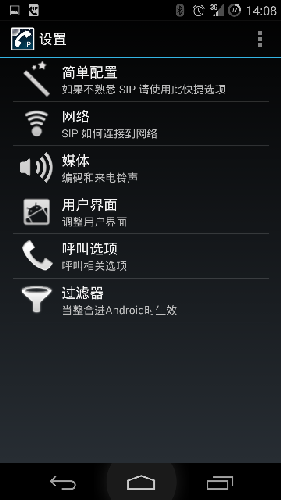 3G 14:08
设置
简单配置
如果不熟悉 SIP 请使用此快捷选项
网络
SIP 如何连接到网络
媒体
编码和来电铃声
用户界面
调整用户界面
呼叫选项
呼叫相关选项
过滤器
当整合进Android时生效